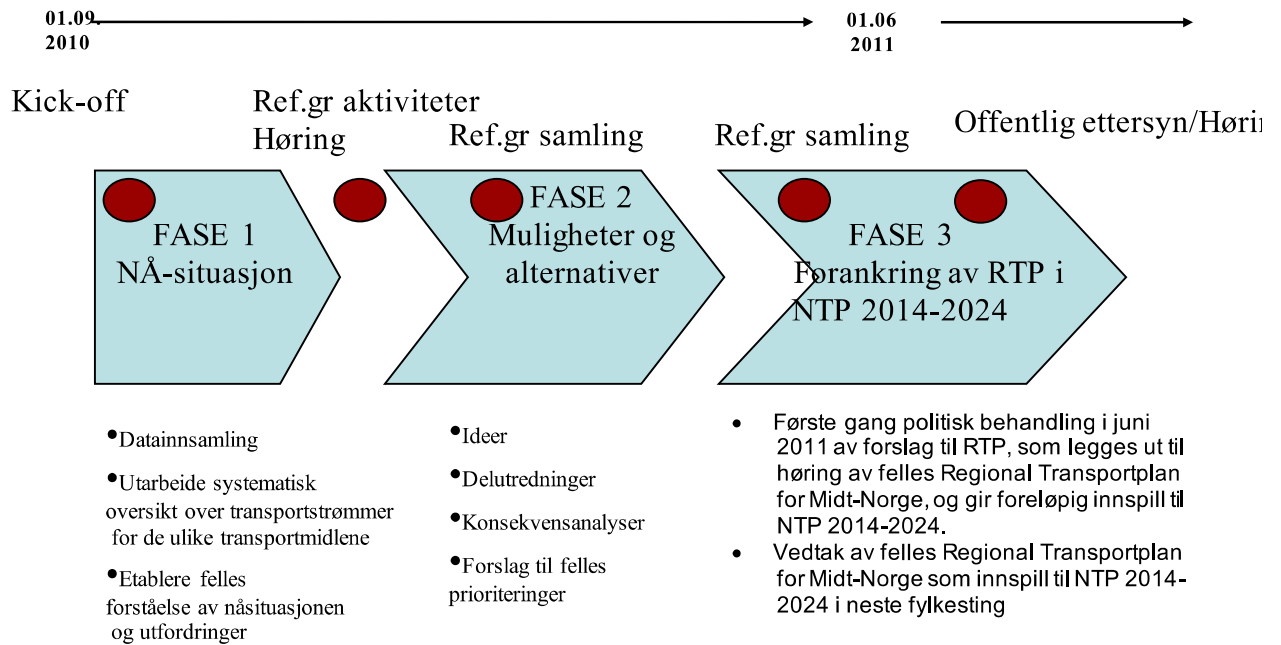 01.09.
2010
01.06
2011
Kick-off
Ref.gr aktiviteter
Høring
Ref.gr samling
Ref.gr samling
Offentlig ettersyn/Hørin
FASE 1
NÅ-situasjon
FASE 2
Muligheter og
alternativer
FASE 3
Forankring av RTP i
NTP 2014-2024
•Datainnsamling
•Utarbeide systematisk
oversikt over transportstrømmer
for de ulike transportmidlene
•Etablere felles
forståelse av nåsituasjonen
og utfordringer
•Ideer
•Delutredninger
•Konsekvensanalyser
•Forslag til felles
prioriteringer
• Første gang politisk behandling i juni
2011 av forslag til RTP, som legges ut til
høring av felles Regional Transportplan
for Midt-Norge, og gir foreløpig innspill til
NTP 2014-2024.
• Vedtak av felles Regional Transportplan
for Midt-Norge som innspill til NTP 2014-
2024 i neste fylkesting